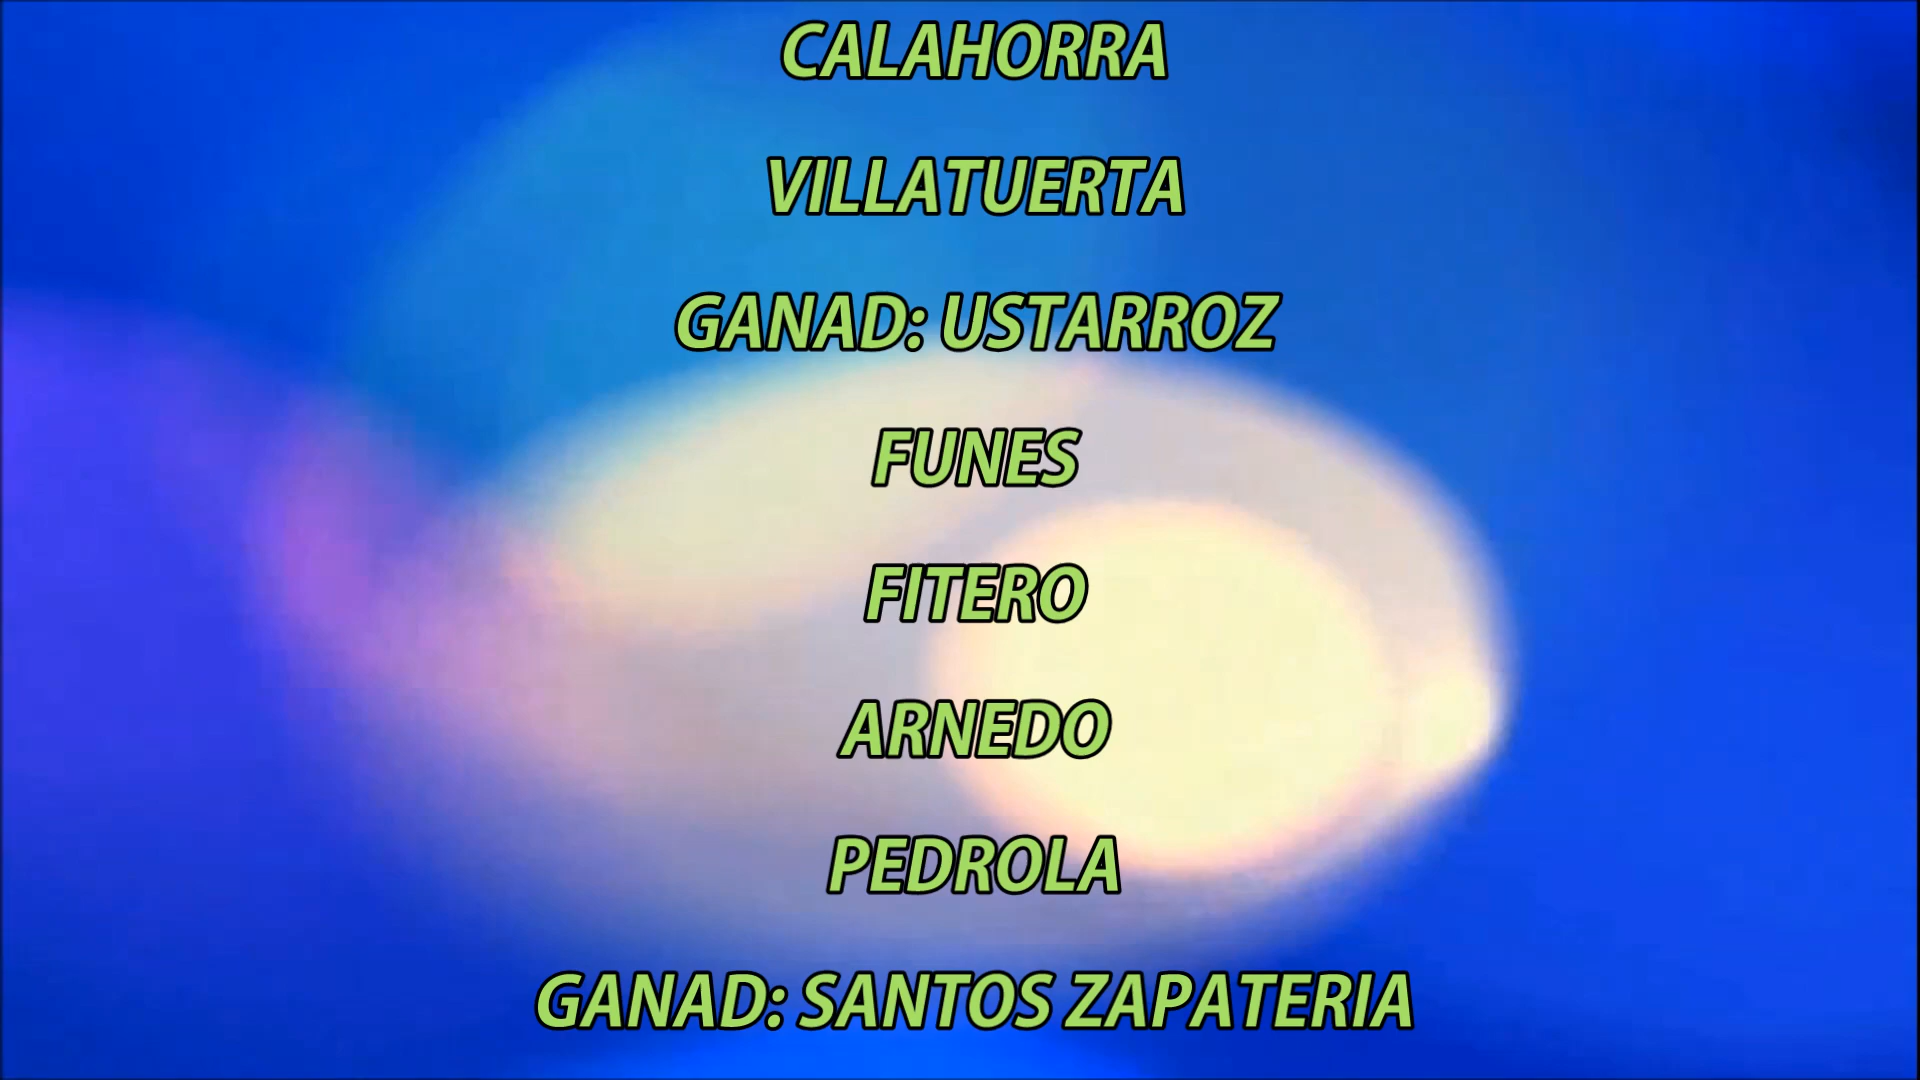 CALAHORRA
VILLATUERTA
GANAD: USTARROZ
FUNES
FITERO
ARNEDO
PEDROLA
GANAD: SANTOS ZAPATERIA